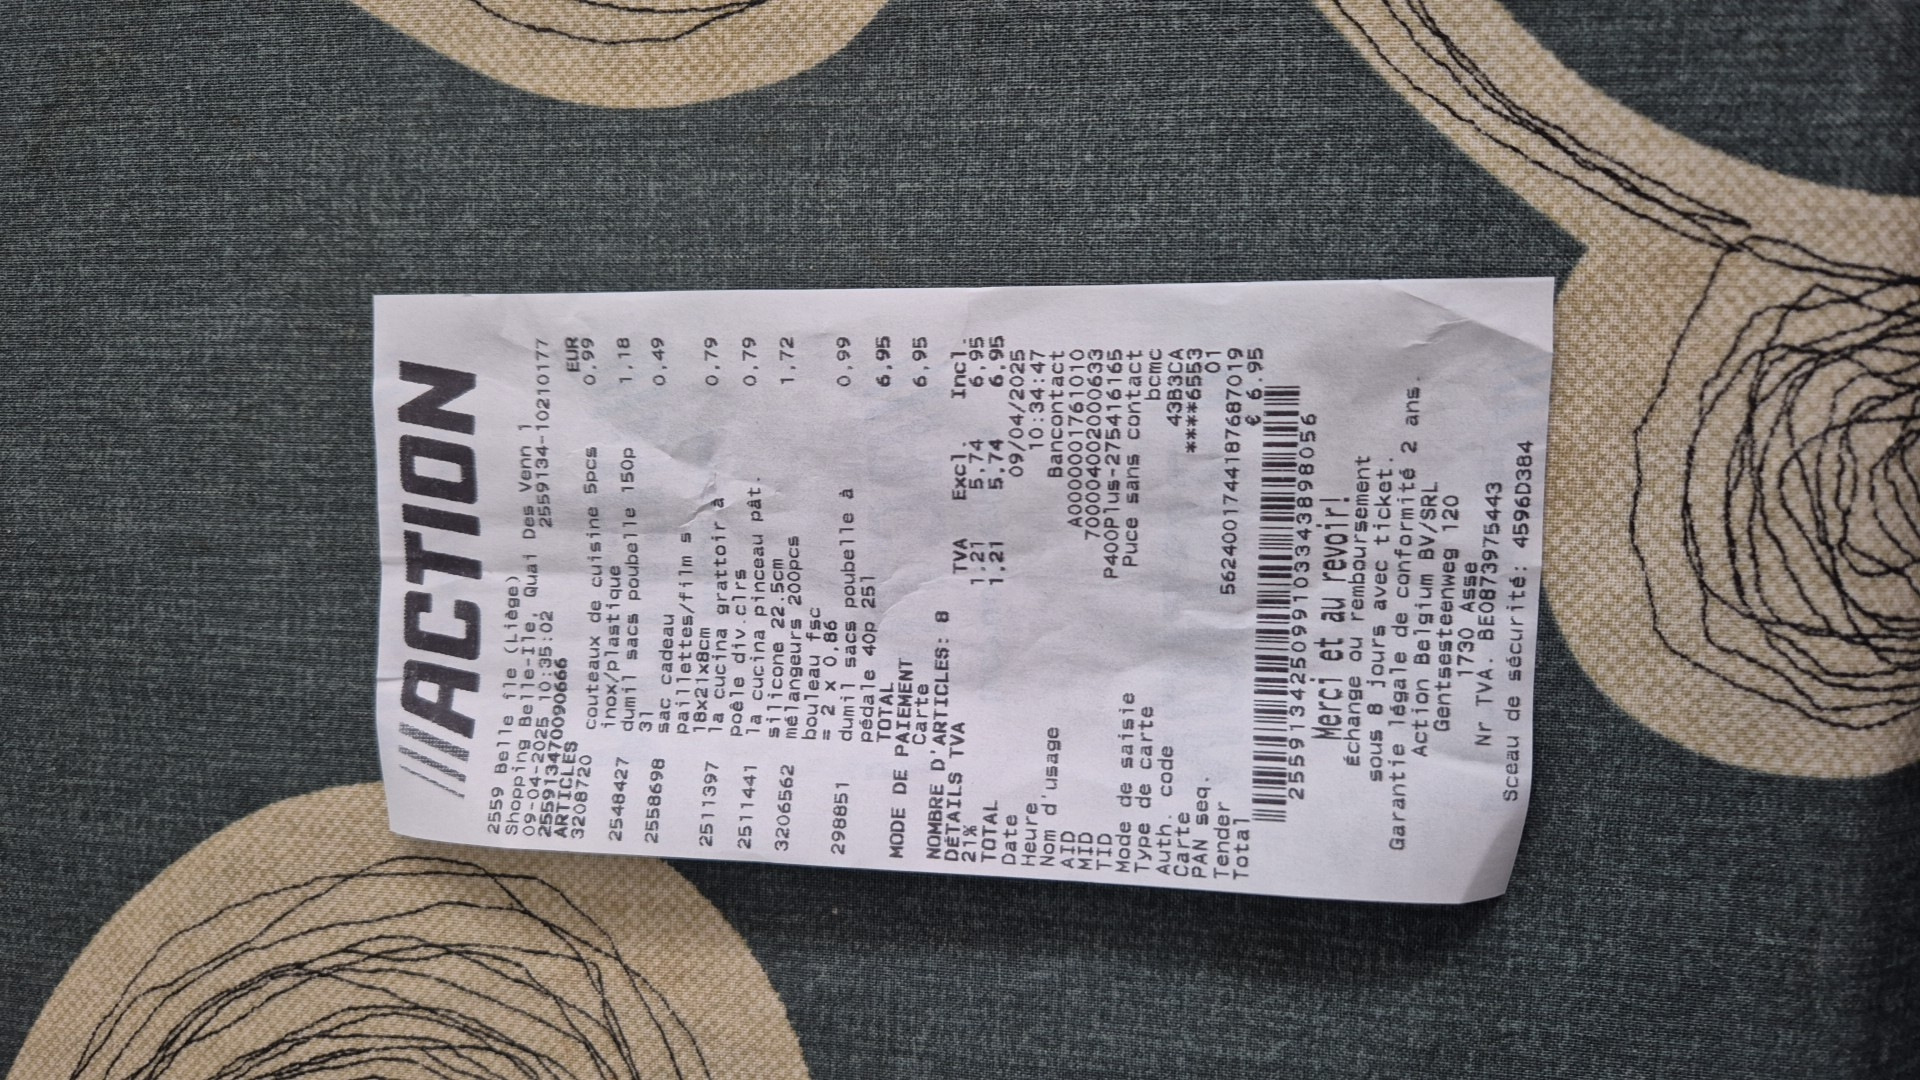 ACTION
2559 Belle île (Liège)
Shopping Belle-Ile, Quai Des Venn 1
09-04-2025 10:35:02 2559134-10210177
2559134700090666
ARTICLES EUR
3208720 couteaux de cuisine 5pcs 0,99
inox/plastique
2548427 dumil sacs poubelle 150p 1,18
3l
2558698 sac cadeau 0,49
paillettes/film s
18x21x8cm
2511397 la cucina grattoir à 0,79
poêle div.clrs
2511441 la cucina pinceau pât. 0,79
silicone 22.5cm
3206562 mélangeurs 200pcs 1,72
bouleau fsc
= 2 x 0,86
298851 dumil sacs poubelle à 0,99
pédale 40p 25l
TOTAL 6,95
MODE DE PAIEMENT
Carte 6,95
NOMBRE D'ARTICLES: 8
DÉTAILS TVA TVA Excl. Incl.
21% 1,21 5,74 6,95
TOTAL 1,21 5,74 6,95
Date 09/04/2025
Heure 10:34:47
Nom d'usage Bancontact
AID A0000001761010
MID 700004002000633
TID P400Plus-275416165
Mode de saisie Puce sans contact
Type de carte bcmc
Auth. code 43B3CA
Carte ****6553
PAN seq. 01
Tender 5624001744187687019
Total € 6.95
2559134250991034389805​6
Merci et au revoir!
Échange ou remboursement
sous 8 jours avec ticket.
Garantie légale de conformité 2 ans.
Action Belgium BV/SRL
Gentsesteenweg 120
1730 Asse
Nr TVA. BE0873975443
Sceau de sécurité: 4596D384